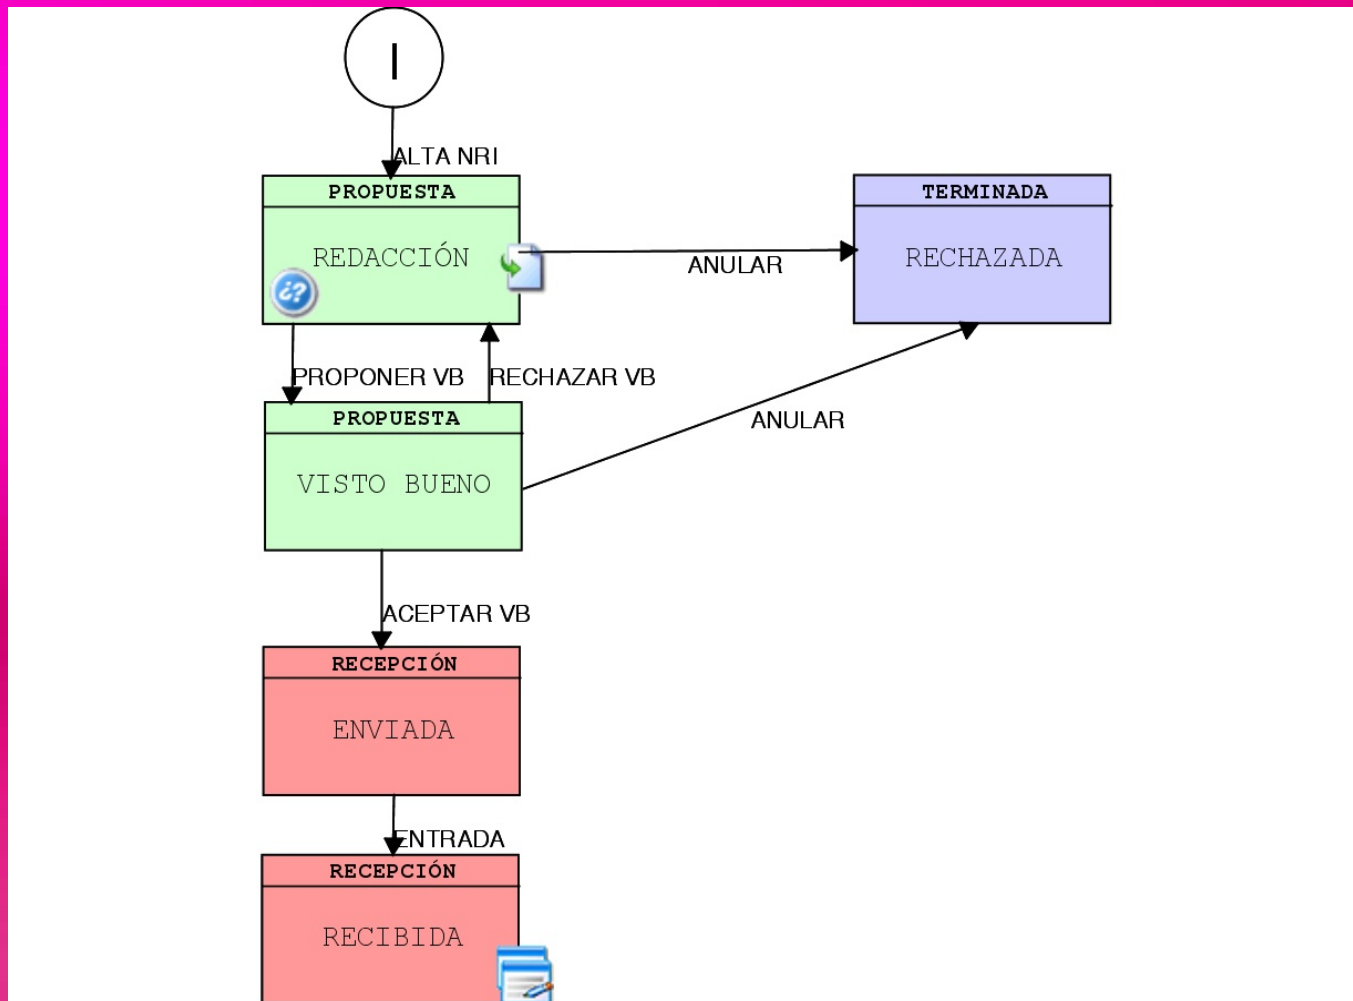 I
ALTA NRI
PROPUESTA
REDACCIÓN
¿?
ANULAR
TERMINADA
RECHAZADA
PROPONER VB
RECHAZAR VB
PROPUESTA
VISTO BUENO
ANULAR
ACEPTAR VB
RECEPCIÓN
ENVIADA
ENTRADA
RECEPCIÓN
RECIBIDA